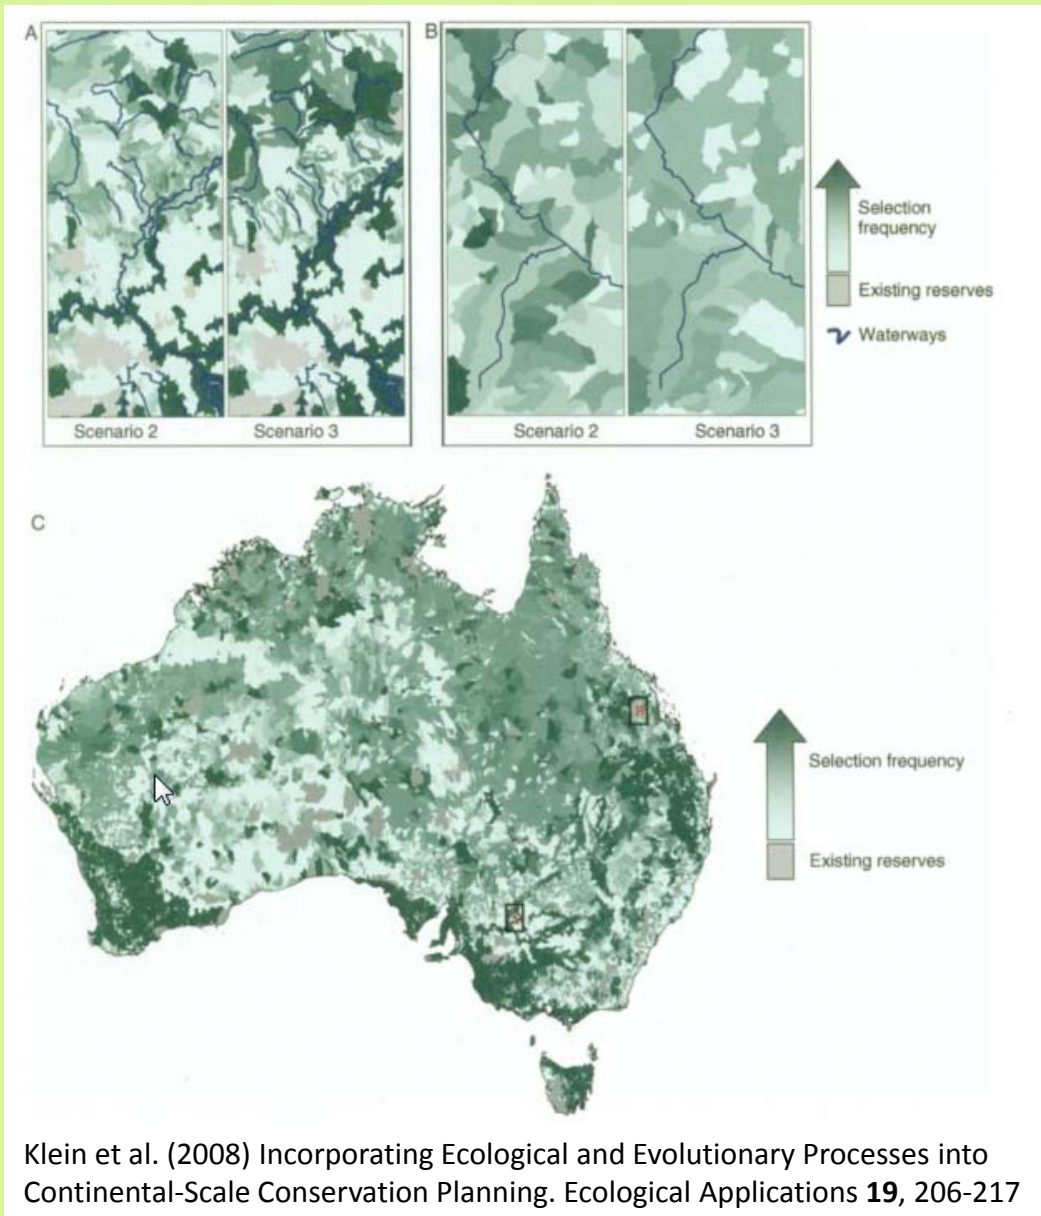 A
B
Selection
frequency
Existing reserves
Waterways
Scenario 2
Scenario 3
Scenario 2
Scenario 3
C
Selection frequency
Existing reserves
Klein et al. (2008) Incorporating Ecological and Evolutionary Processes into
Continental-Scale Conservation Planning. Ecological Applications 19, 206-217